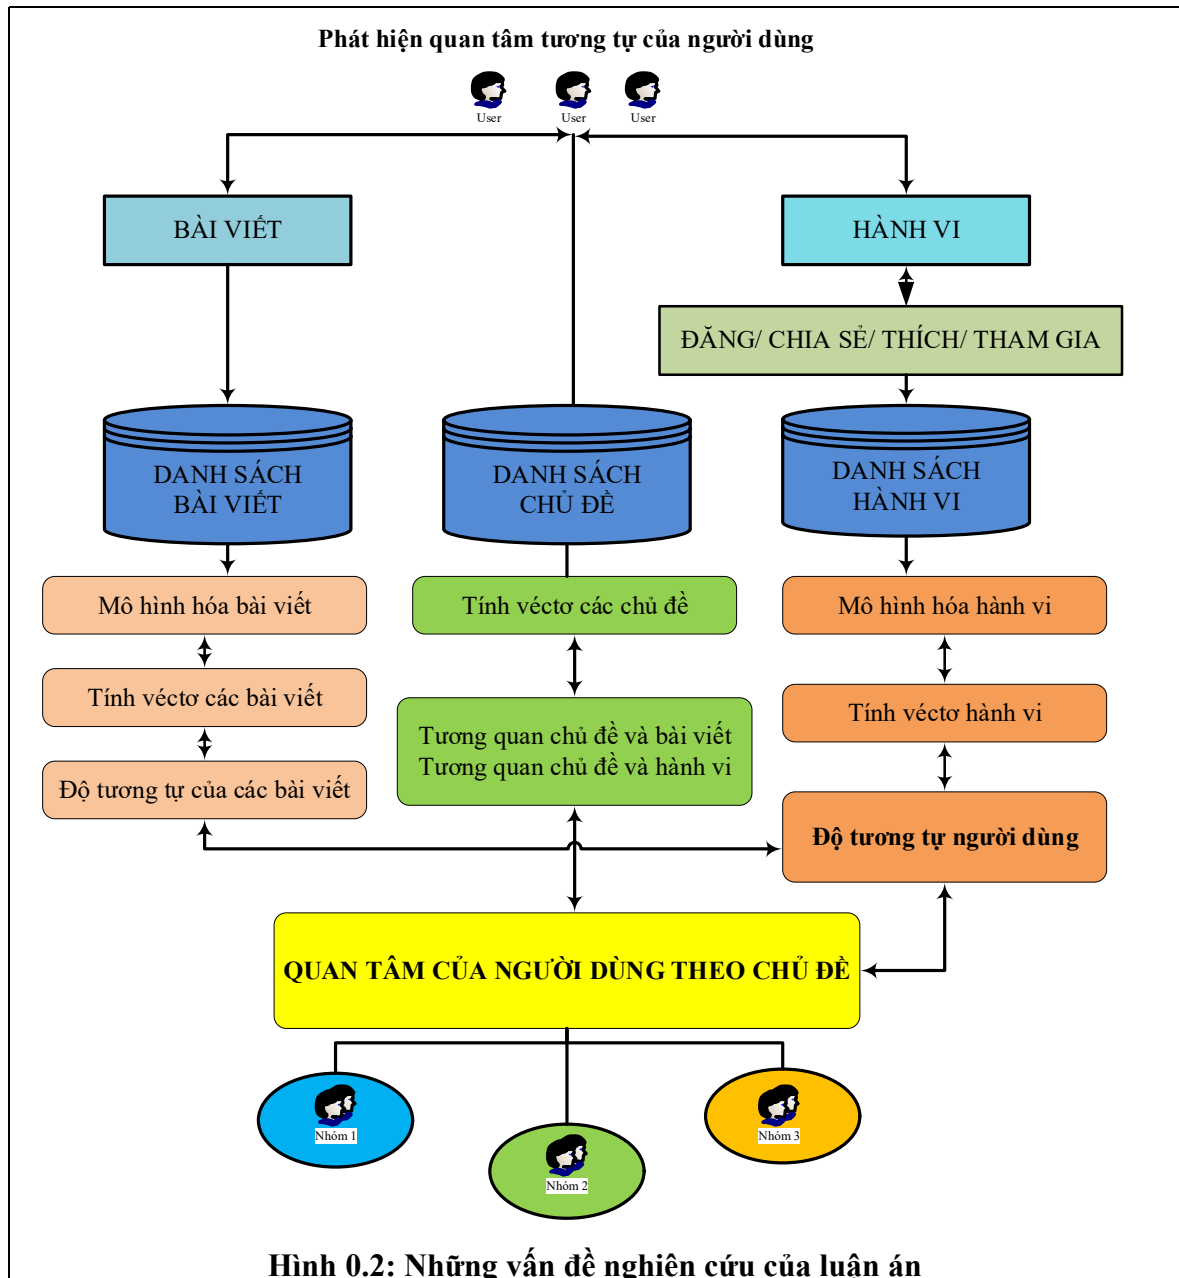 Phát hiện quan tâm tương tự của người dùng
User
User
User
BÀI VIẾT
HÀNH VI
ĐĂNG/ CHIA SẺ/ THÍCH/ THAM GIA
DANH SÁCH
BÀI VIẾT
DANH SÁCH
CHỦ ĐỀ
DANH SÁCH
HÀNH VI
Mô hình hóa bài viết
Tính véctơ các chủ đề
Mô hình hóa hành vi
Tính véctơ các bài viết
Tương quan chủ đề và bài viết
Tương quan chủ đề và hành vi
Tính véctơ hành vi
Độ tương tự của các bài viết
Độ tương tự người dùng
QUAN TÂM CỦA NGƯỜI DÙNG THEO CHỦ ĐỀ
Nhóm 1
Nhóm 2
Nhóm 3
Hình 0.2: Những vấn đề nghiên cứu của luận án